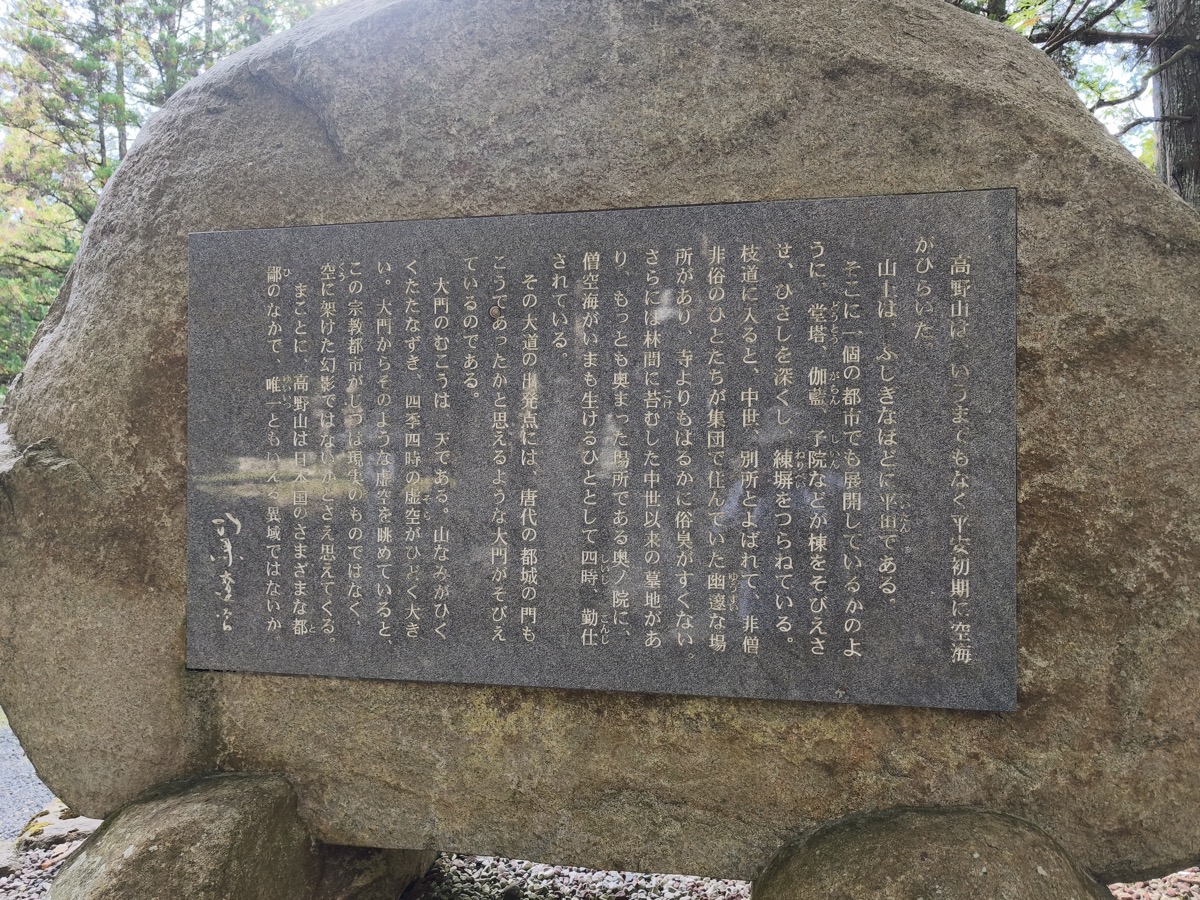 高野山は、いうまでもなく平安初期に空海
がひらいた。
山上は、ふしぎなほどに平坦である。
そこに一個の都市でも展開しているかのよ
うに、堂塔、伽藍、子院などが棟をそびえさ
せ、ひさしを深くし、練塀をつらねている。
枝道に入ると、中世、別所とよばれて、非僧
非俗のひとたちが集団で住んでいた幽邃な場
所があり、寺よりもはるかに俗臭がすくない。
さらには林間に苔むした中世以来の墓地があ
り、もっとも奥まった場所である奥ノ院に、
僧空海がいまも生けるひととして四時、勤仕
されている。
その大道の出発点には、唐代の都城の門も
こうであったかと思えるような大門がそびえ
ているのである。
大門のむこうは、天である。山なみがひく
くたたなずき、四季四時の虚空がひどく大き
い。大門からそのような虚空を眺めていると、
この宗教都市がじつは現実のものではなく、
空に架けた幻影ではないかとさえ思えてくる。
まことに、高野山は日本国のさまざまな都
鄙のなかで、唯一ともいえる異域ではないか
司馬遼太郎